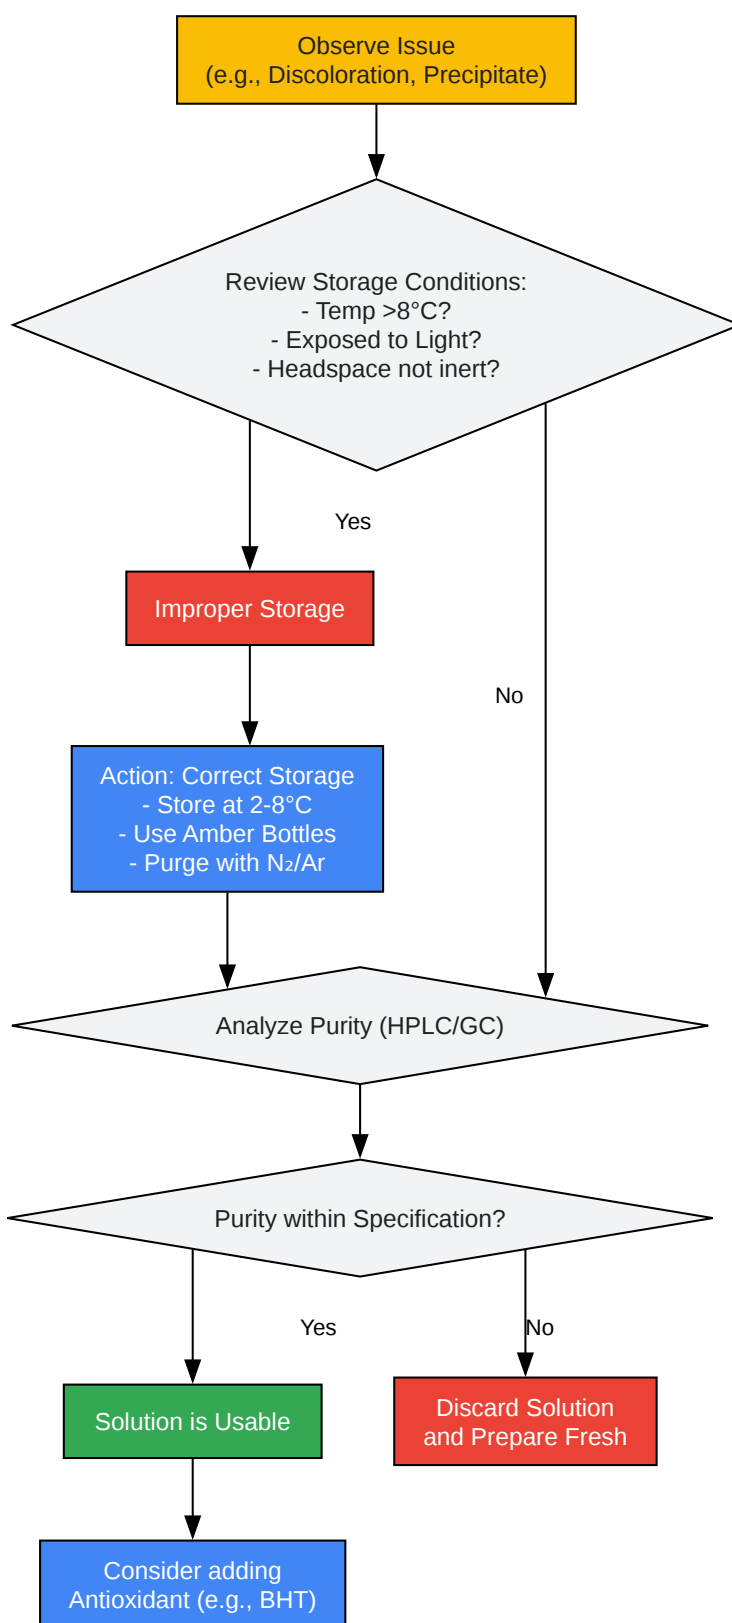 Observe Issue
(e.g., Discoloration, Precipitate)
Review Storage Conditions:
- Temp >8°C?
- Exposed to Light?
- Headspace not inert?
Yes
Improper Storage
No
Action: Correct Storage
- Store at 2-8°C
- Use Amber Bottles
- Purge with N₂/Ar
Analyze Purity (HPLC/GC)
Purity within Specification?
Yes
No
Solution is Usable
Discard Solution
and Prepare Fresh
Consider adding
Antioxidant (e.g., BHT)